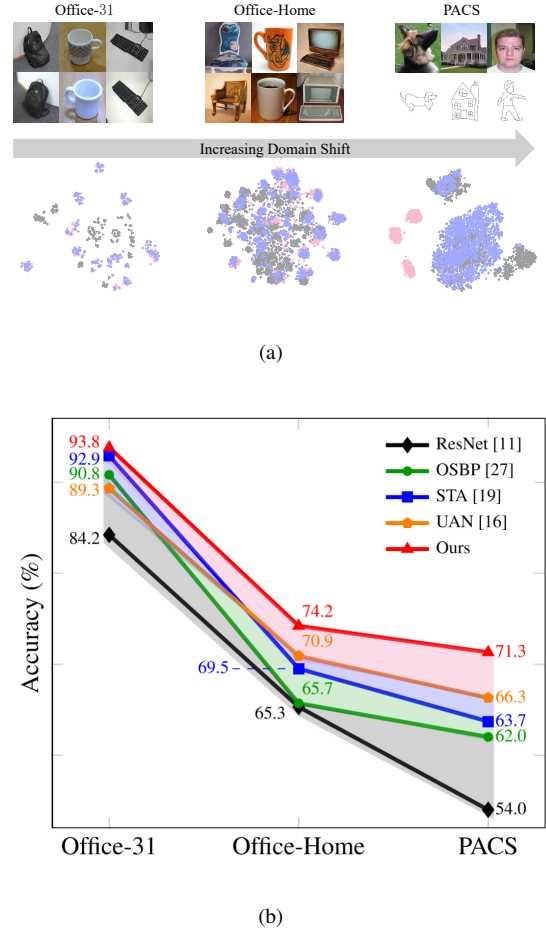 Office-31 Office-Home PACS
Increasing Domain Shift
(a)
93.8
92.9
90.8
89.3
84.2
74.2
70.9
69.5
65.7
65.3
71.3
66.3
63.7
62.0
54.0
ResNet [11]
OSBP [27]
STA [19]
UAN [16]
Ours
Accuracy (%)
Office-31 Office-Home PACS
(b)